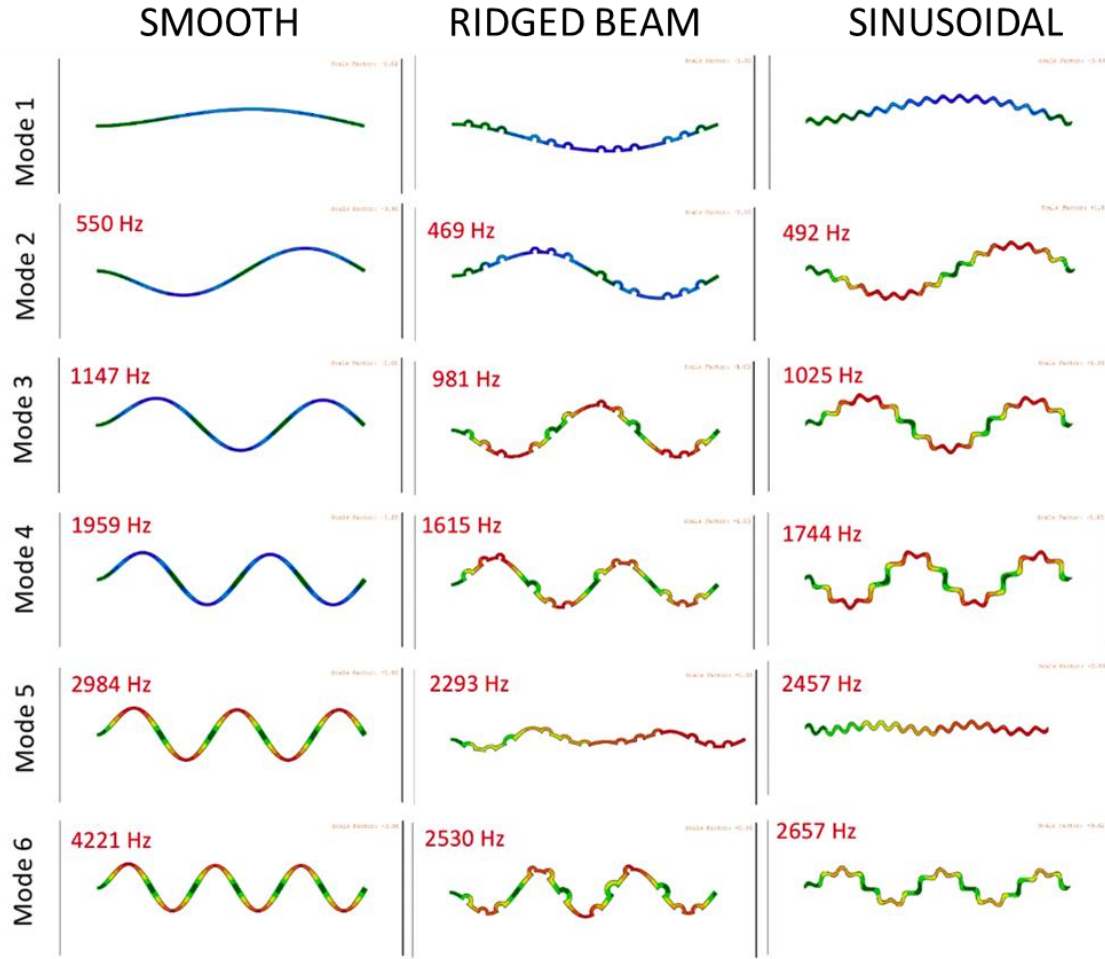 SMOOTH RIDGED BEAM SINUSOIDAL
Mode 1
Mode 2
550 Hz 469 Hz 492 Hz
Mode 3
1147 Hz 981 Hz 1025 Hz
Mode 4
1959 Hz 1615 Hz 1744 Hz
Mode 5
2984 Hz 2293 Hz 2457 Hz
Mode 6
4221 Hz 2530 Hz 2657 Hz